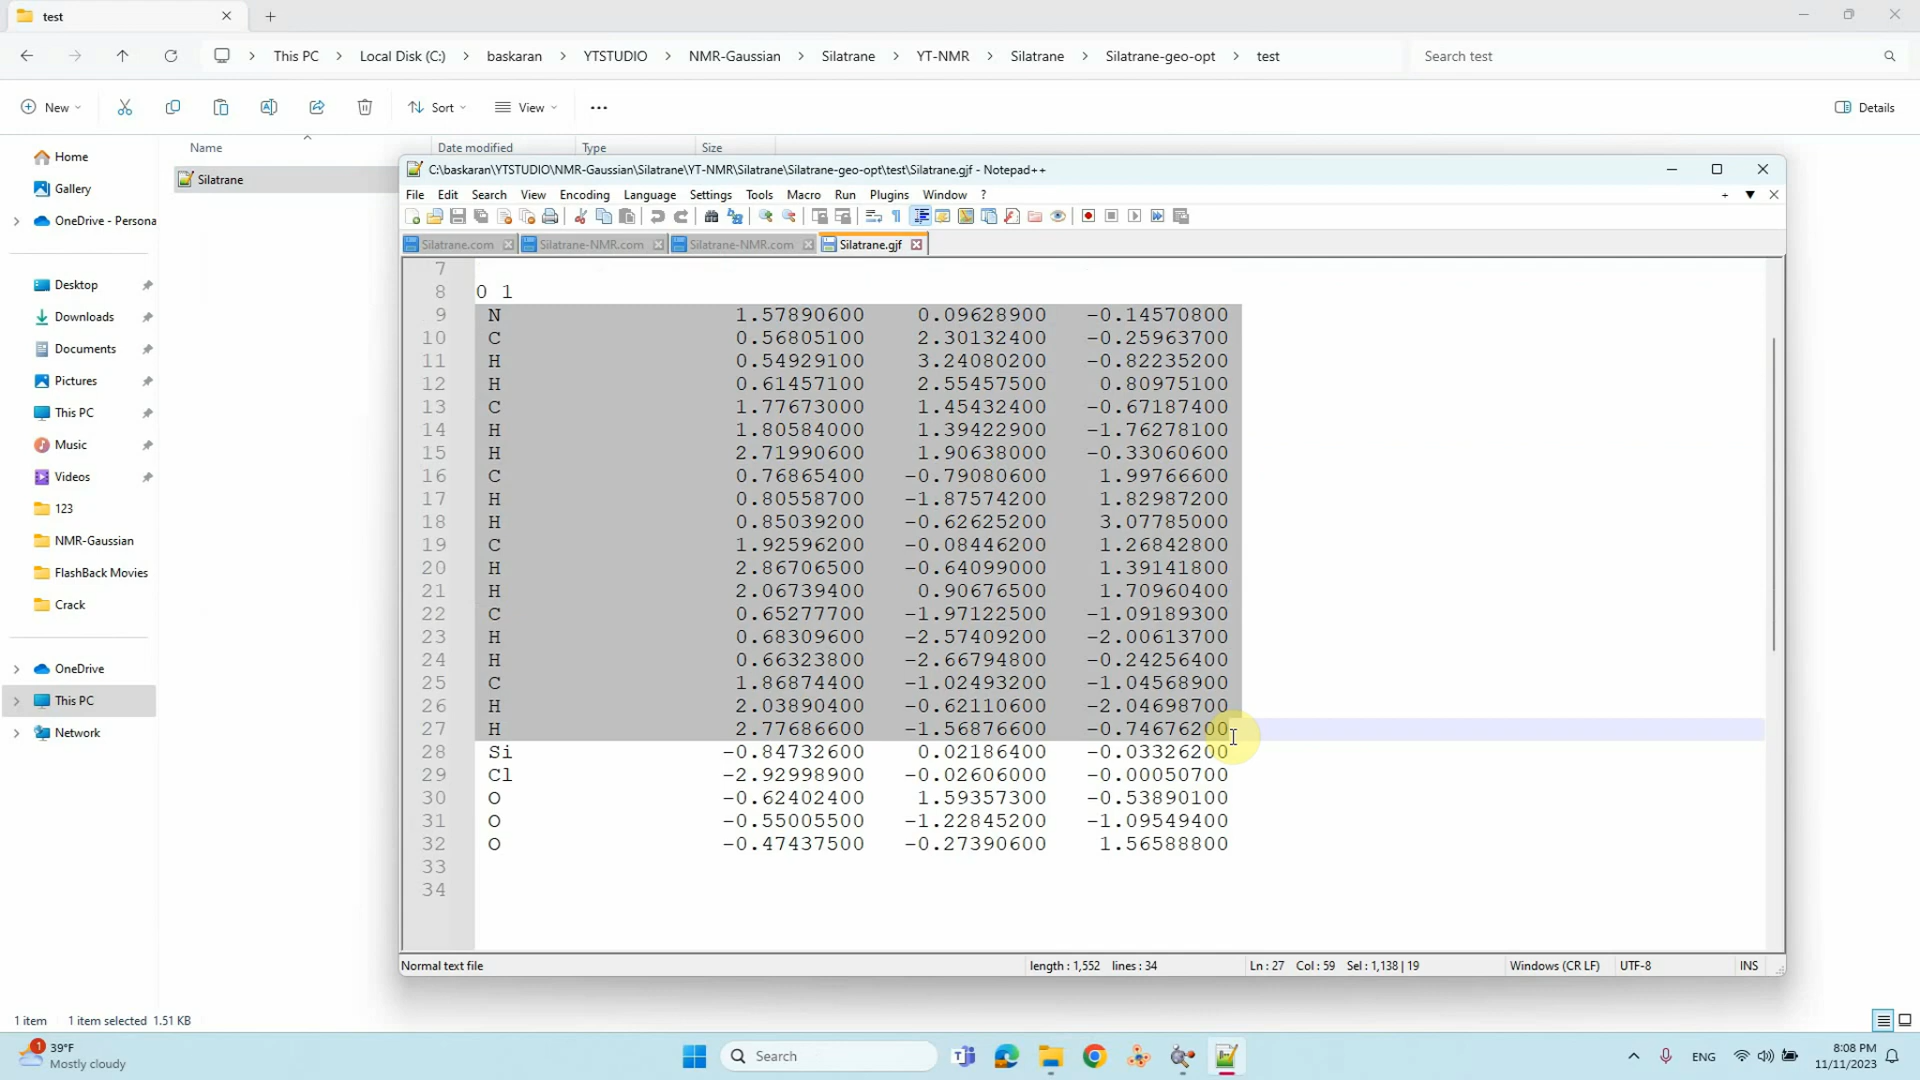 test
This PC > Local Disk (C:) > baskaran > YTSTUDIO > NMR-Gaussian > Silatrane > YT-NMR > Silatrane > Silatrane-geo-opt > test
Search test
New
Sort
View
Details
Name
Date modified
Type
Size
Home
Gallery
OneDrive - Persona
Desktop
Downloads
Documents
Pictures
This PC
Music
Videos
123
NMR-Gaussian
FlashBack Movies
Crack
OneDrive
This PC
Network
Silatrane
C:\baskaran\YTSTUDIO\NMR-Gaussian\Silatrane\YT-NMR\Silatrane\Silatrane-geo-opt\test\Silatrane.gjf - Notepad++
File Edit Search View Encoding Language Settings Tools Macro Run Plugins Window ?
Silatrane.com Silatrane-NMR.com Silatrane-NMR.com Silatrane.gjf
7
8 0 1
9 N 1.57890600 0.09628900 -0.14570800
10 C 0.56805100 2.30132400 -0.25963700
11 H 0.54929100 3.24080200 -0.82235200
12 H 0.61457100 2.55457500 0.80975100
13 C 1.77673000 1.45432400 -0.67187400
14 H 1.80584000 1.39422900 -1.76278100
15 H 2.71990600 1.90638000 -0.33060600
16 C 0.76865400 -0.79080600 1.99766600
17 H 0.80558700 -1.87574200 1.82987200
18 H 0.85039200 -0.62625200 3.07785000
19 C 1.92596200 -0.08446200 1.26842800
20 H 2.86706500 -0.64099000 1.39141800
21 H 2.06739400 0.90676500 1.70960400
22 C 0.65277700 -1.97122500 -1.09189300
23 H 0.68309600 -2.57409200 -2.00613700
24 H 0.66323800 -2.66794800 -0.24256400
25 C 1.86874400 -1.02493200 -1.04568900
26 H 2.03890400 -0.62110600 -2.04698700
27 H 2.77686600 -1.56876600 -0.74676200
28 Si -0.84732600 0.02186400 -0.03326200
29 Cl -2.92998900 -0.02606000 -0.00050700
30 O -0.62402400 1.59357300 -0.53890100
31 O -0.55005500 -1.22845200 -1.09549400
32 O -0.47437500 -0.27390600 1.56588800
33
34
Normal text file length : 1,552 lines : 34 Ln : 27 Col : 59 Sel : 1,138 | 19 Windows (CR LF) UTF-8 INS
1 item 1 item selected 1.51 KB
1
39°F
Mostly cloudy
Search
ENG
8:08 PM
11/11/2023